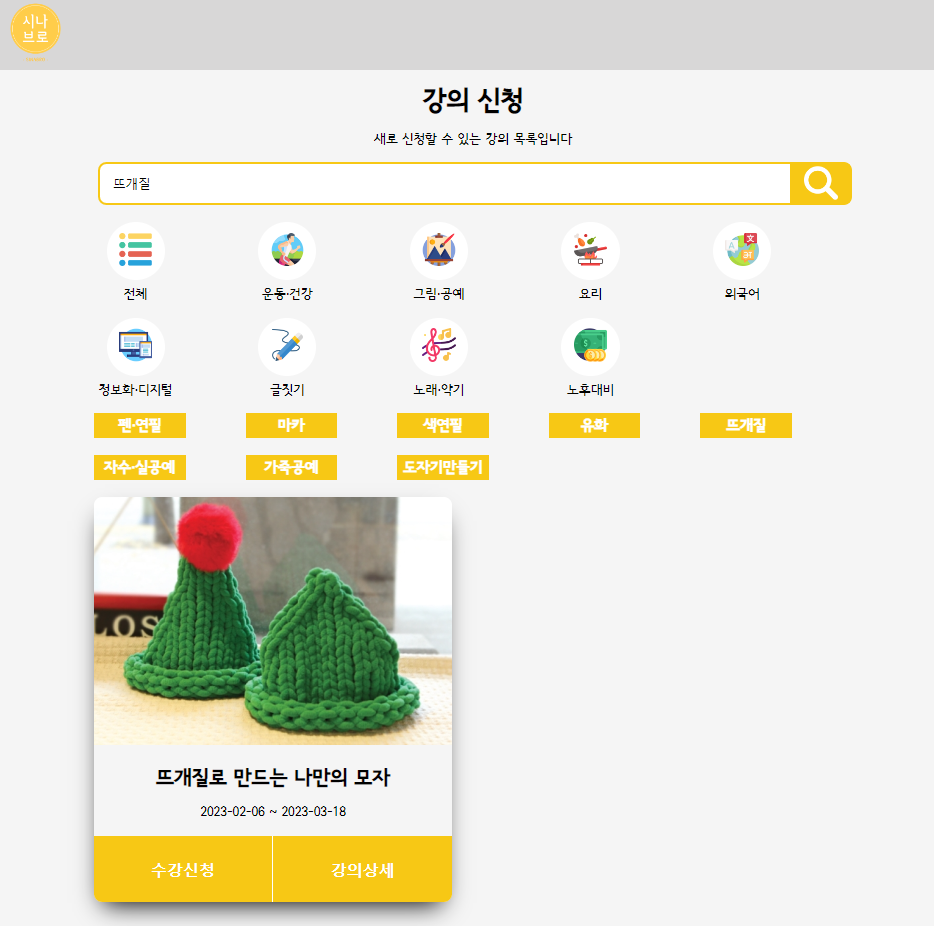 시나
브로
강의 신청
새로 신청할 수 있는 강의 목록입니다
뜨개질
전체
운동·건강
그림·공예
요리
외국어
정보화·디지털
글짓기
노래·악기
노후대비
펜·연필
마카
색연필
유화
뜨개질
자수·실공예
가죽공예
도자기만들기
LOS
뜨개질로 만드는 나만의 모자
2023-02-06 ~ 2023-03-18
수강신청
강의상세